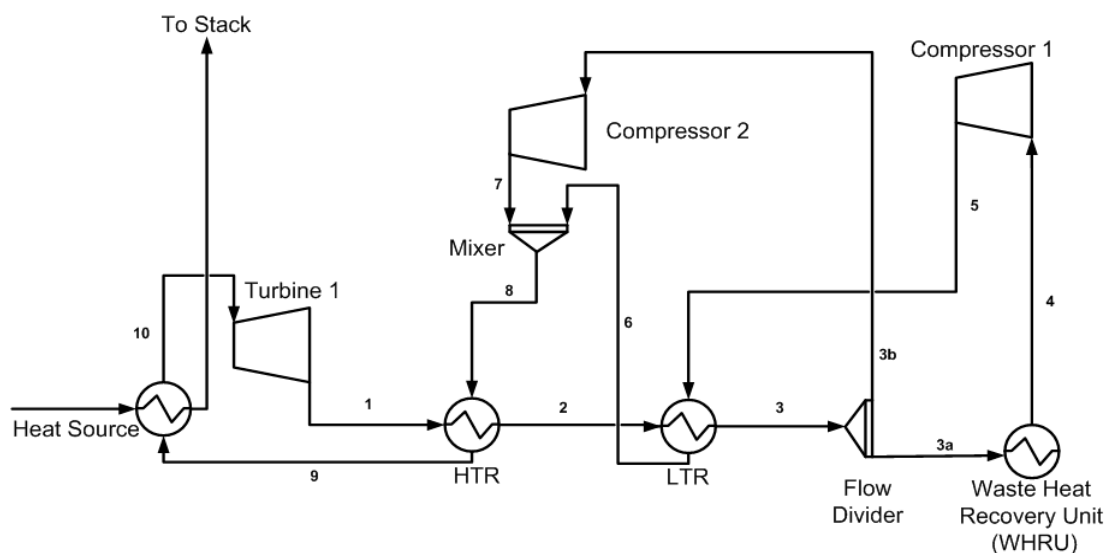 To Stack
Compressor 1
Compressor 2
7
5
Mixer
Turbine 1
8
6
4
10
3b
1
2
3
Heat Source
3a
9
HTR
LTR
Flow
Divider
Waste Heat
Recovery Unit
(WHRU)